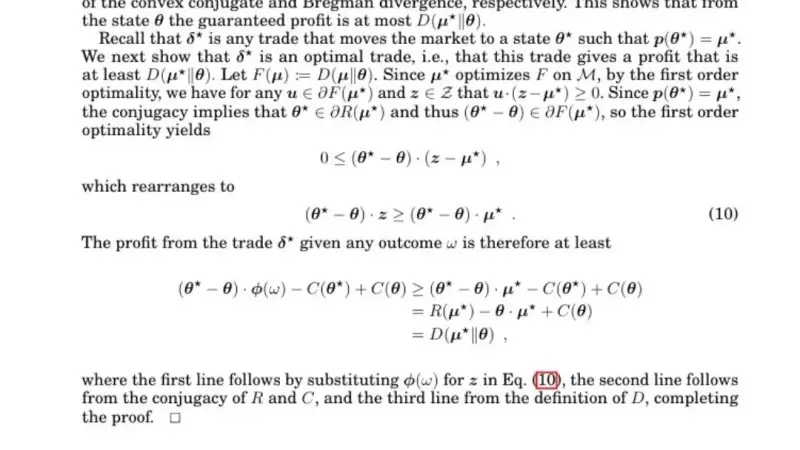 of the convex conjugate and Bregman divergence, respectively. This shows that from
the state θ the guaranteed profit is at most D(μ*‖θ).
Recall that δ* is any trade that moves the market to a state θ* such that p(θ*) = μ*.
We next show that δ* is an optimal trade, i.e., that this trade gives a profit that is
at least D(μ*‖θ). Let F(μ) := D(μ‖θ). Since μ* optimizes F on M, by the first order
optimality, we have for any u ∈ ∂F(μ*) and z ∈ Z that u·(z−μ*) ≥ 0. Since p(θ*) = μ*,
the conjugacy implies that θ* ∈ ∂R(μ*) and thus (θ* − θ) ∈ ∂F(μ*), so the first order
optimality yields
0 ≤ (θ* − θ) · (z − μ*) ,
which rearranges to
(θ* − θ) · z ≥ (θ* − θ) · μ* . (10)
The profit from the trade δ* given any outcome ω is therefore at least
(θ* − θ) · ϕ(ω) − C(θ*) + C(θ) ≥ (θ* − θ) · μ* − C(θ*) + C(θ)
= R(μ*) − θ · μ* + C(θ)
= D(μ*‖θ) ,
where the first line follows by substituting ϕ(ω) for z in Eq. (10), the second line follows
from the conjugacy of R and C, and the third line from the definition of D, completing
the proof. □